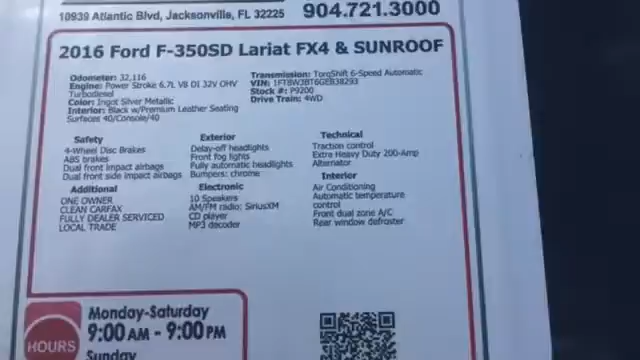 10939 Atlantic Blvd, Jacksonville, FL 32225 904.721.3000
2016 Ford F-350SD Lariat FX4 & SUNROOF
Odometer: 32,116
Engine: Power Stroke 6.7L V8 DI 32V OHV
Turbodiesel
Color: Ingot Silver Metallic
Interior: Black w/Premium Leather Seating
Surfaces 40/Console/40
Transmission: TorqShift 6-Speed Automatic
VIN: 1FT8W3BT6GEB38293
Stock #: P9200
Drive Train: 4WD
Safety
4-Wheel Disc Brakes
ABS brakes
Dual front impact airbags
Dual front side impact airbags
Exterior
Delay-off headlights
Front fog lights
Fully automatic headlights
Bumpers: chrome
Technical
Traction control
Extra Heavy Duty 200-Amp
Alternator
Additional
ONE OWNER
CLEAN CARFAX
FULLY DEALER SERVICED
LOCAL TRADE
Electronic
10 Speakers
AM/FM radio: SiriusXM
CD player
MP3 decoder
Interior
Air Conditioning
Automatic temperature
control
Front dual zone A/C
Rear window defroster
HOURS
Monday-Saturday
9:00 AM - 9:00 PM
Sunday